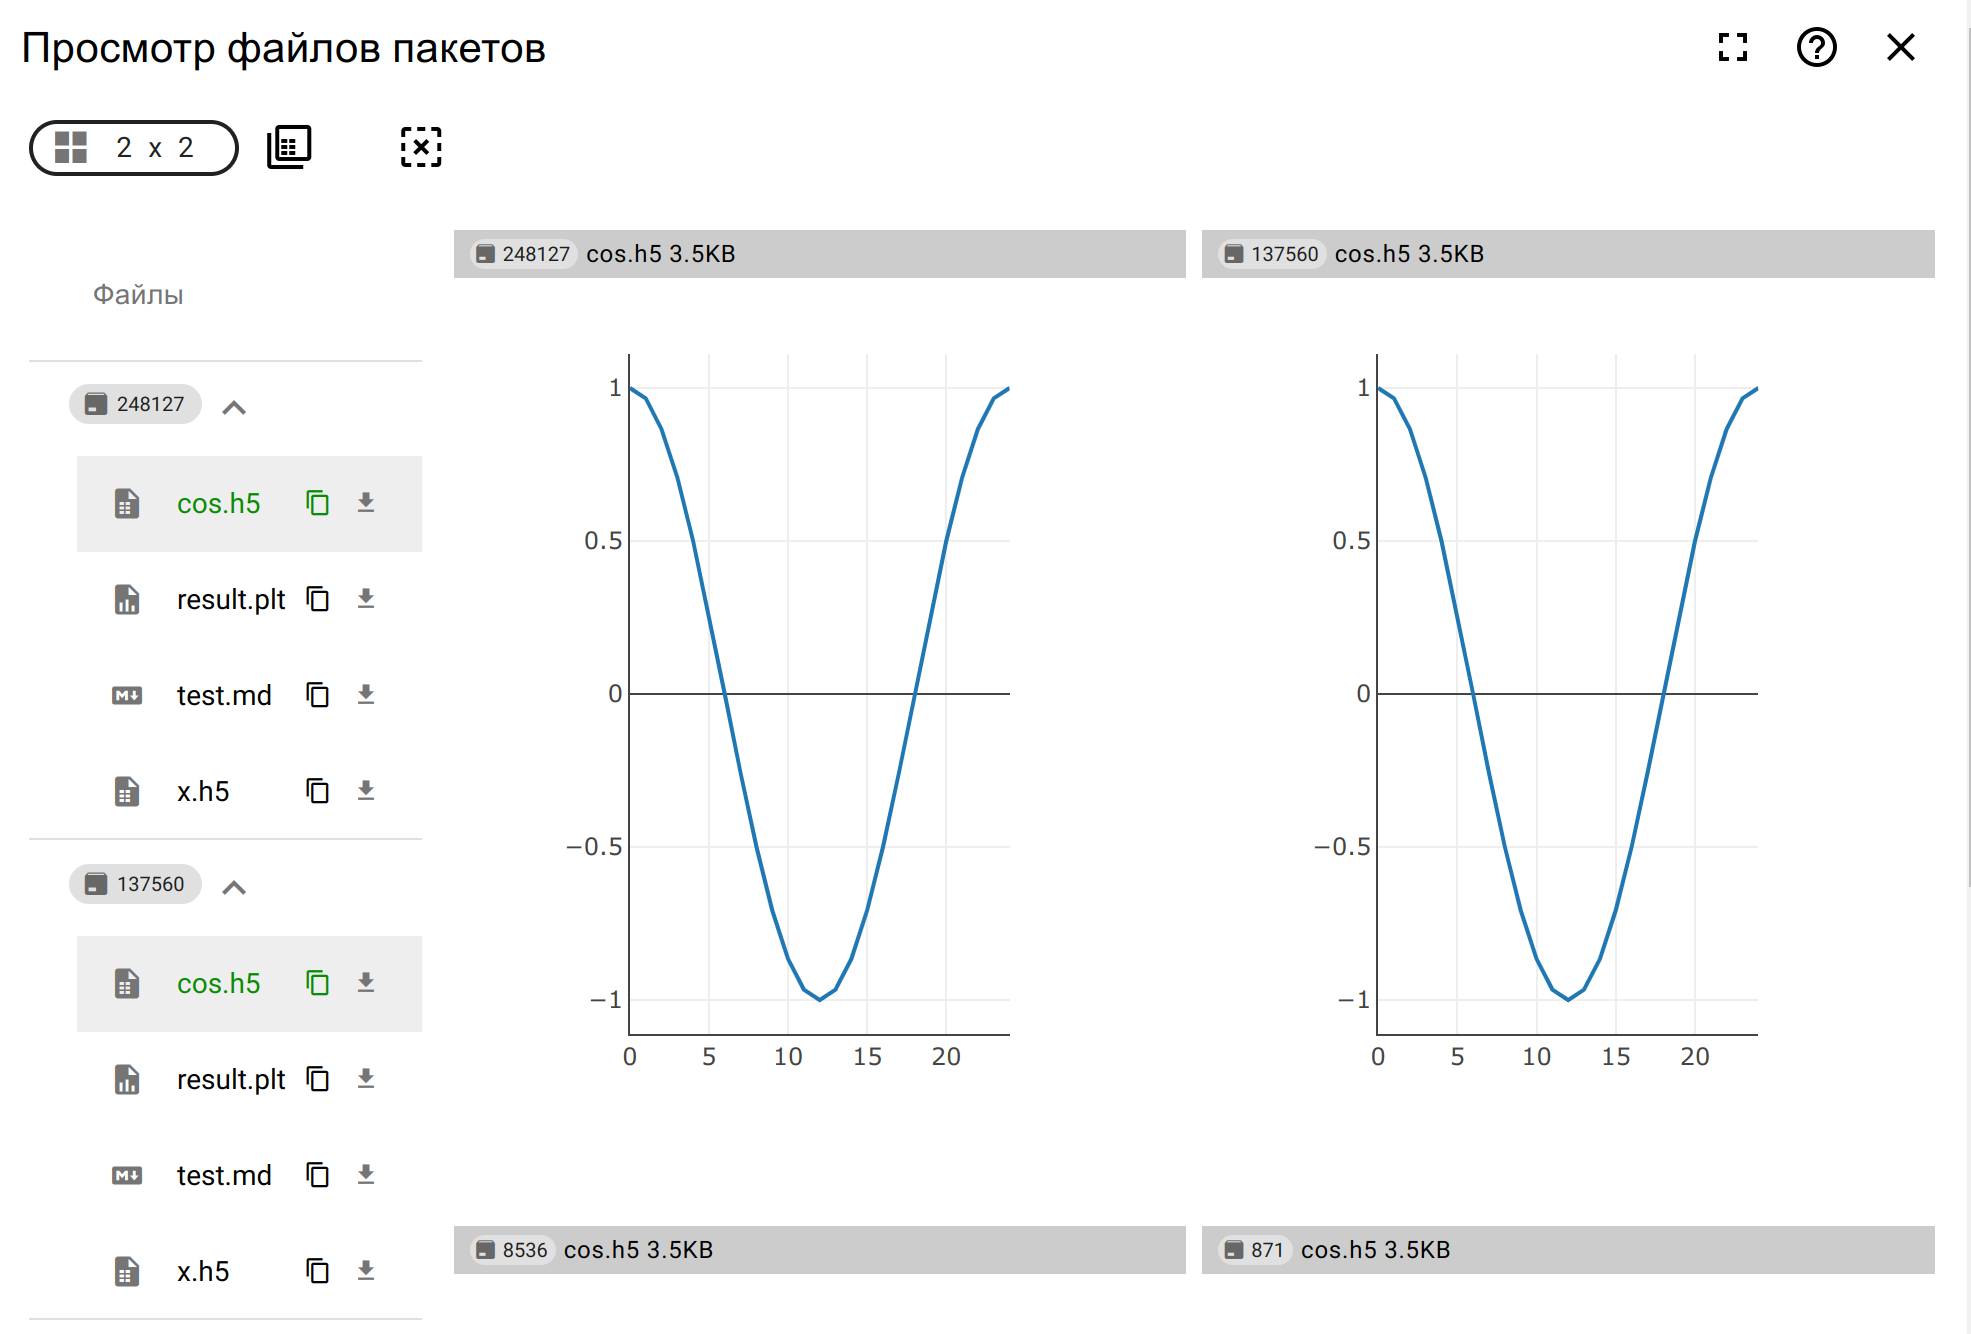 Просмотр файлов пакетов
2 x 2
Файлы
248127
cos.h5
result.plt
test.md
x.h5
137560
cos.h5
result.plt
test.md
x.h5
248127 cos.h5 3.5KB
1
0.5
0
−0.5
−1
0 5 10 15 20
137560 cos.h5 3.5KB
1
0.5
0
−0.5
−1
0 5 10 15 20
8536 cos.h5 3.5KB
871 cos.h5 3.5KB